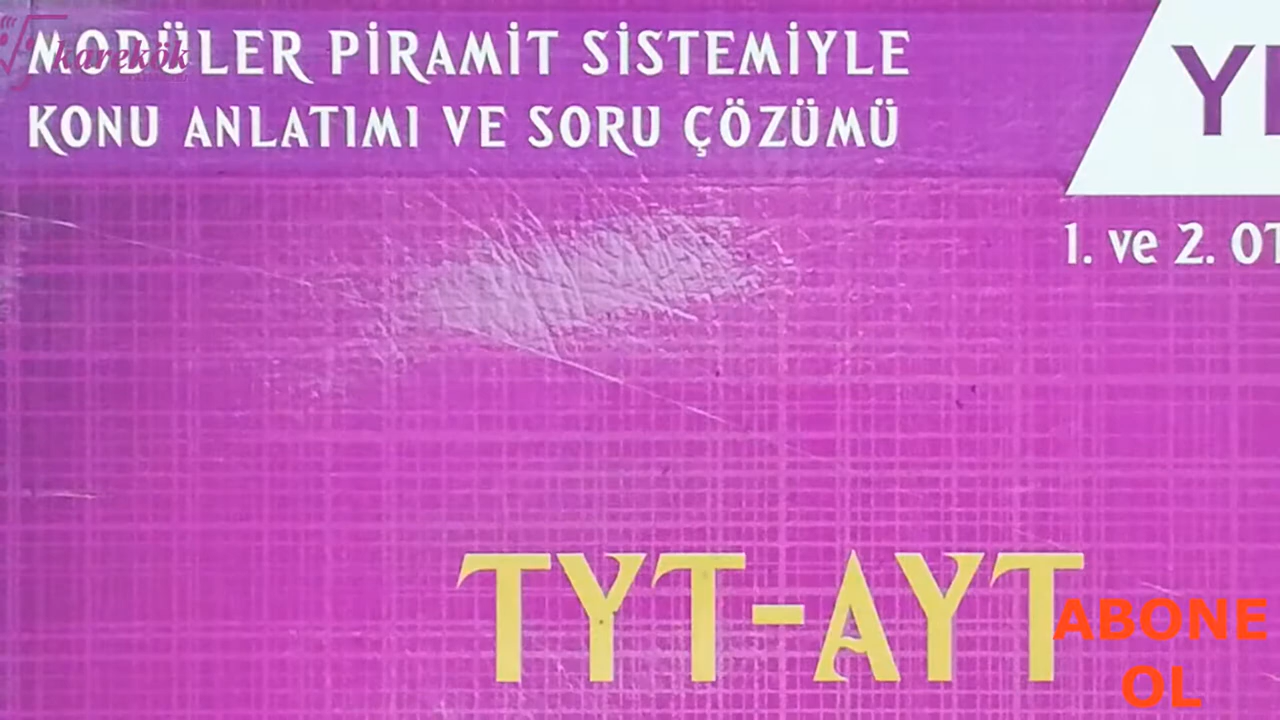 karekök
MODÜLER PİRAMİT SİSTEMİYLE
KONU ANLATIMI VE SORU ÇÖZÜMÜ
1. ve 2.
TYT-AYT
ABONE
OL